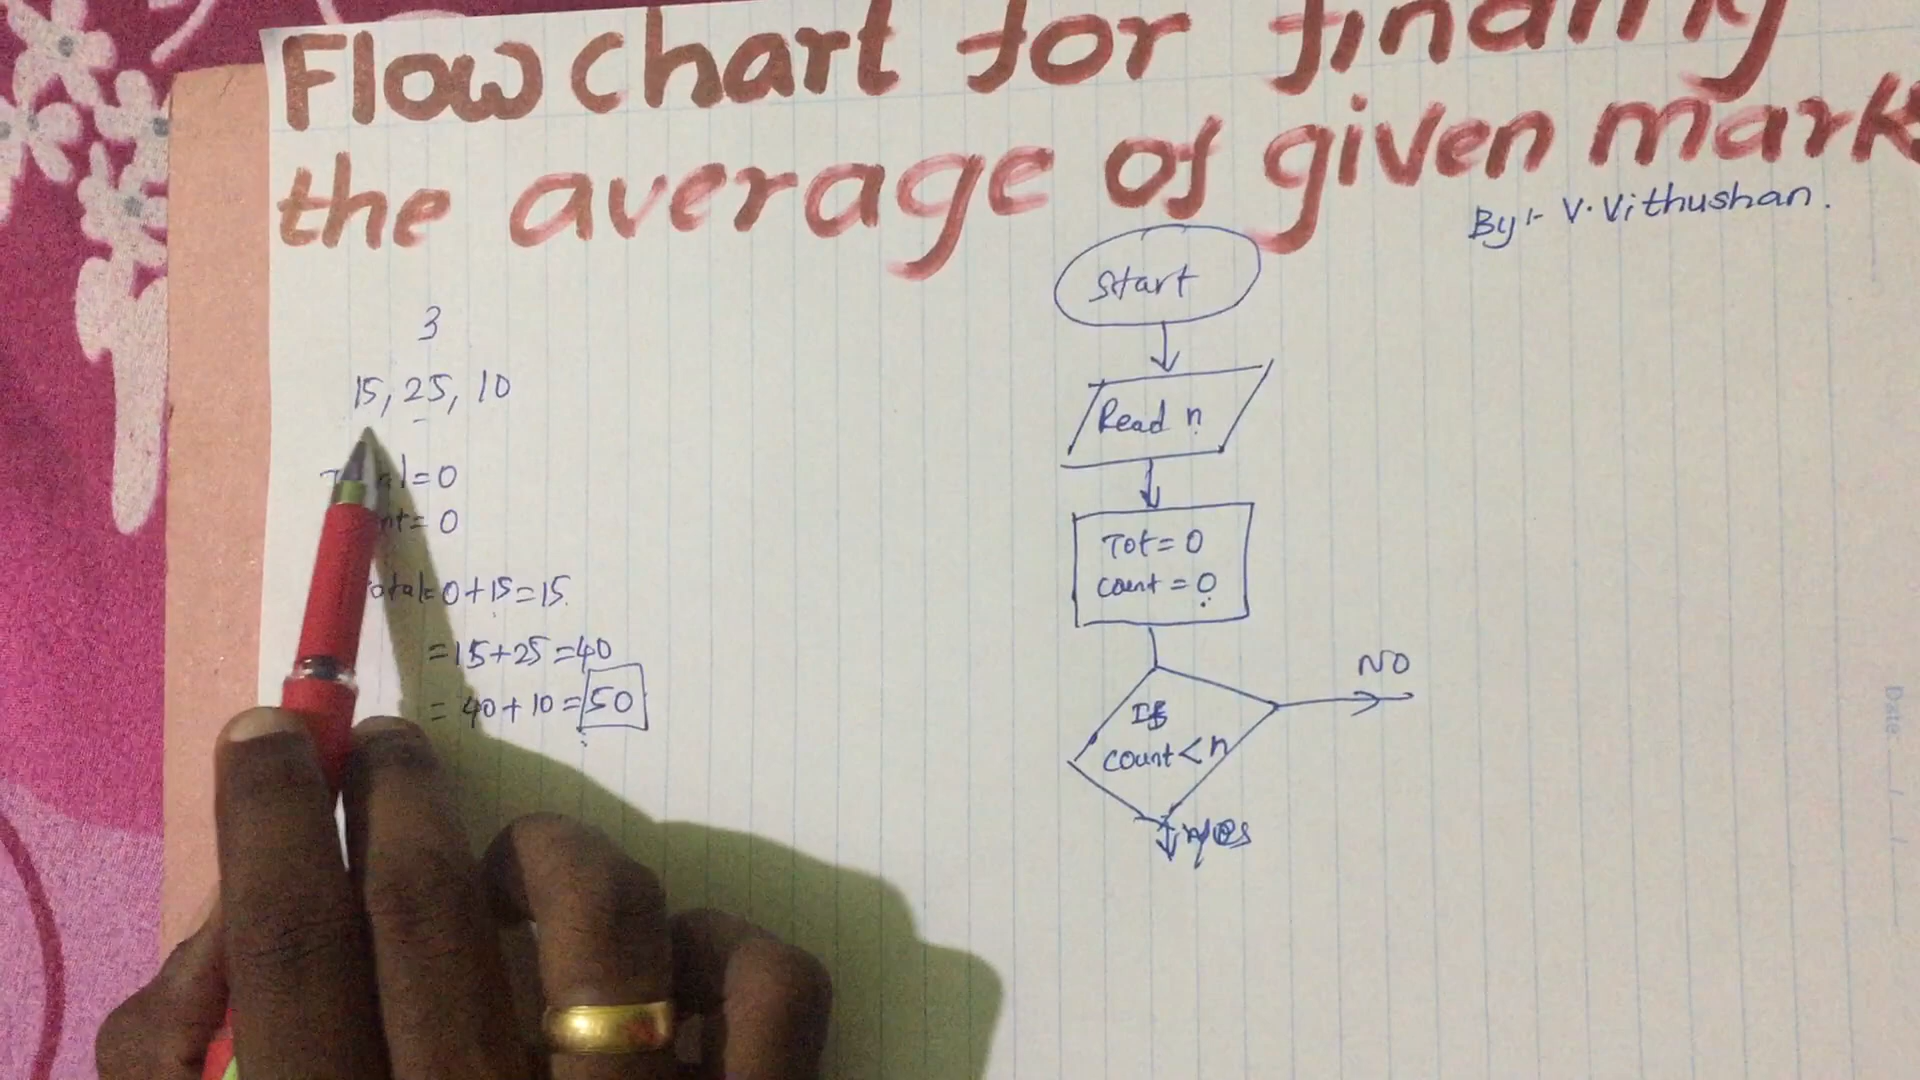 Flow chart for finding
the average of given marks
By:- V.Vithushan.
3
15, 25, 10
=0
=0
=0+15=15
=15+25=40
=40+10=50
Start
Read n
Tot=0
count=0
If
count<n
NO
yes
Date: